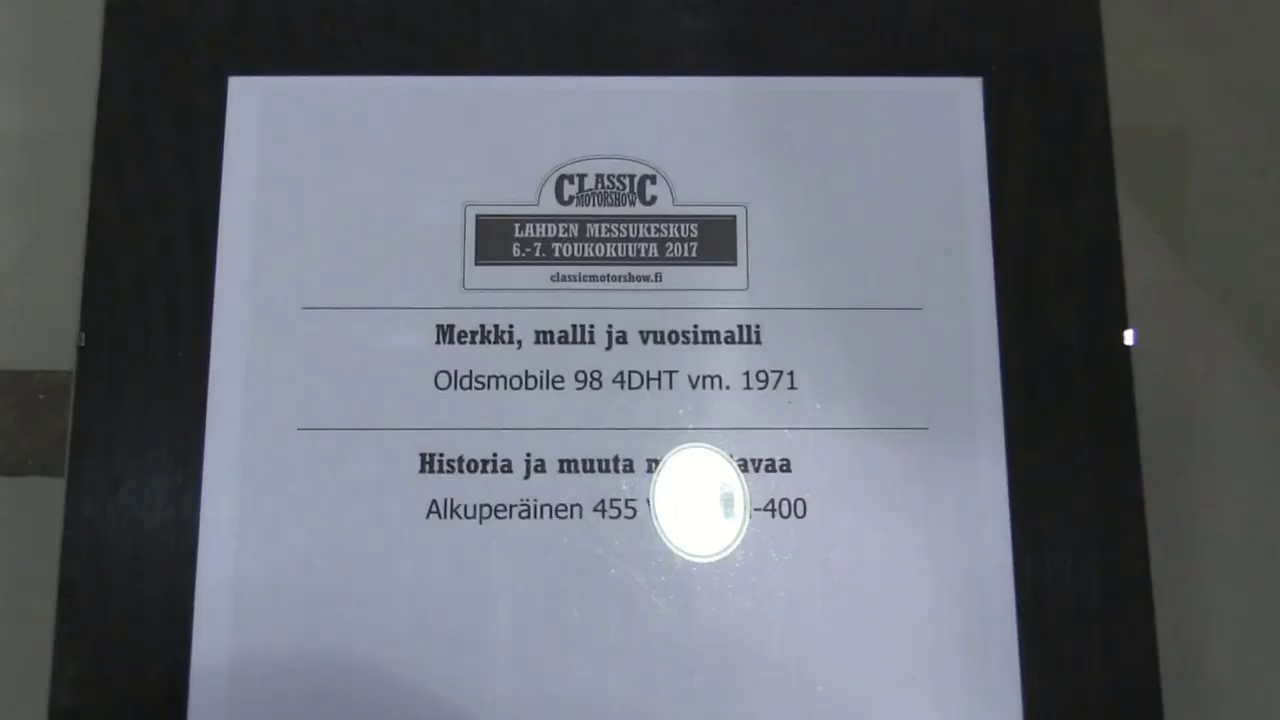 CLASSIC
MOTORSHOW
LAHDEN MESSUKESKUS
6.-7. TOUKOKUUTA 2017
classicmotorshow.fi
Merkki, malli ja vuosimalli
Oldsmobile 98 4DHT vm. 1971
Historia ja muuta
Alkuperäinen 455 -400